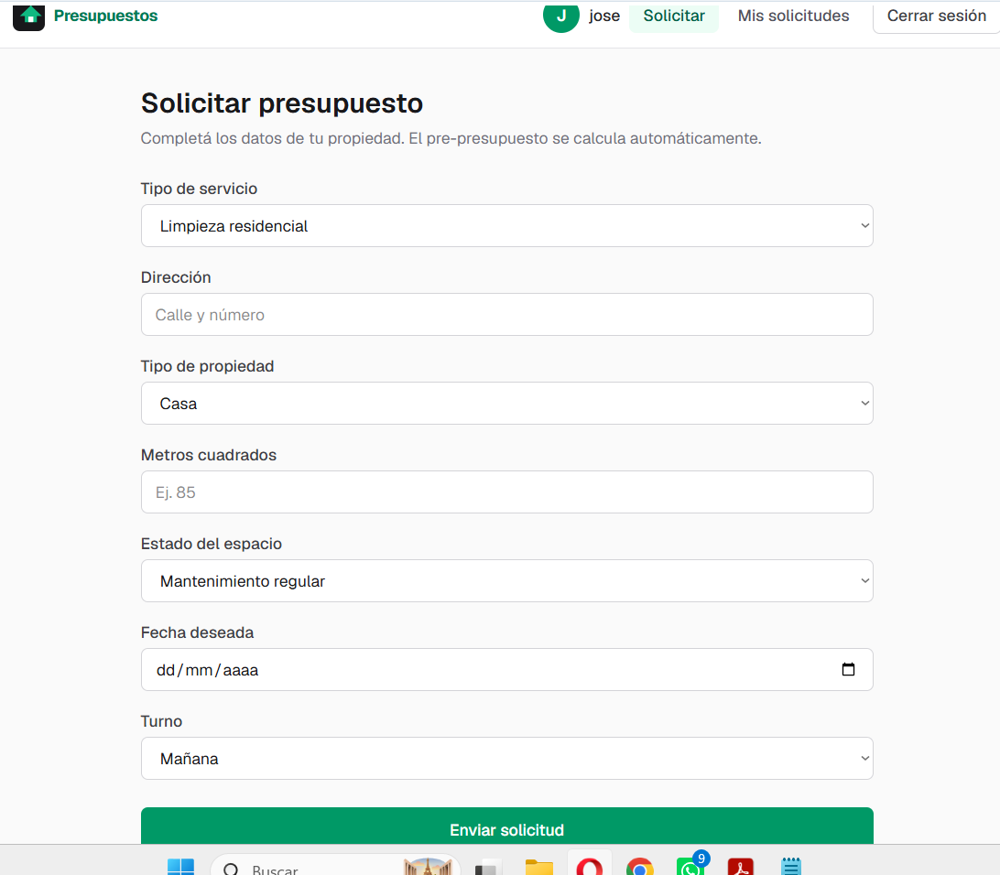 Presupuestos
J jose Solicitar Mis solicitudes Cerrar sesión
Solicitar presupuesto
Completá los datos de tu propiedad. El pre-presupuesto se calcula automáticamente.
Tipo de servicio
Limpieza residencial
Dirección
Calle y número
Tipo de propiedad
Casa
Metros cuadrados
Ej. 85
Estado del espacio
Mantenimiento regular
Fecha deseada
dd/mm/aaaa
Turno
Mañana
Enviar solicitud
Buscar
9